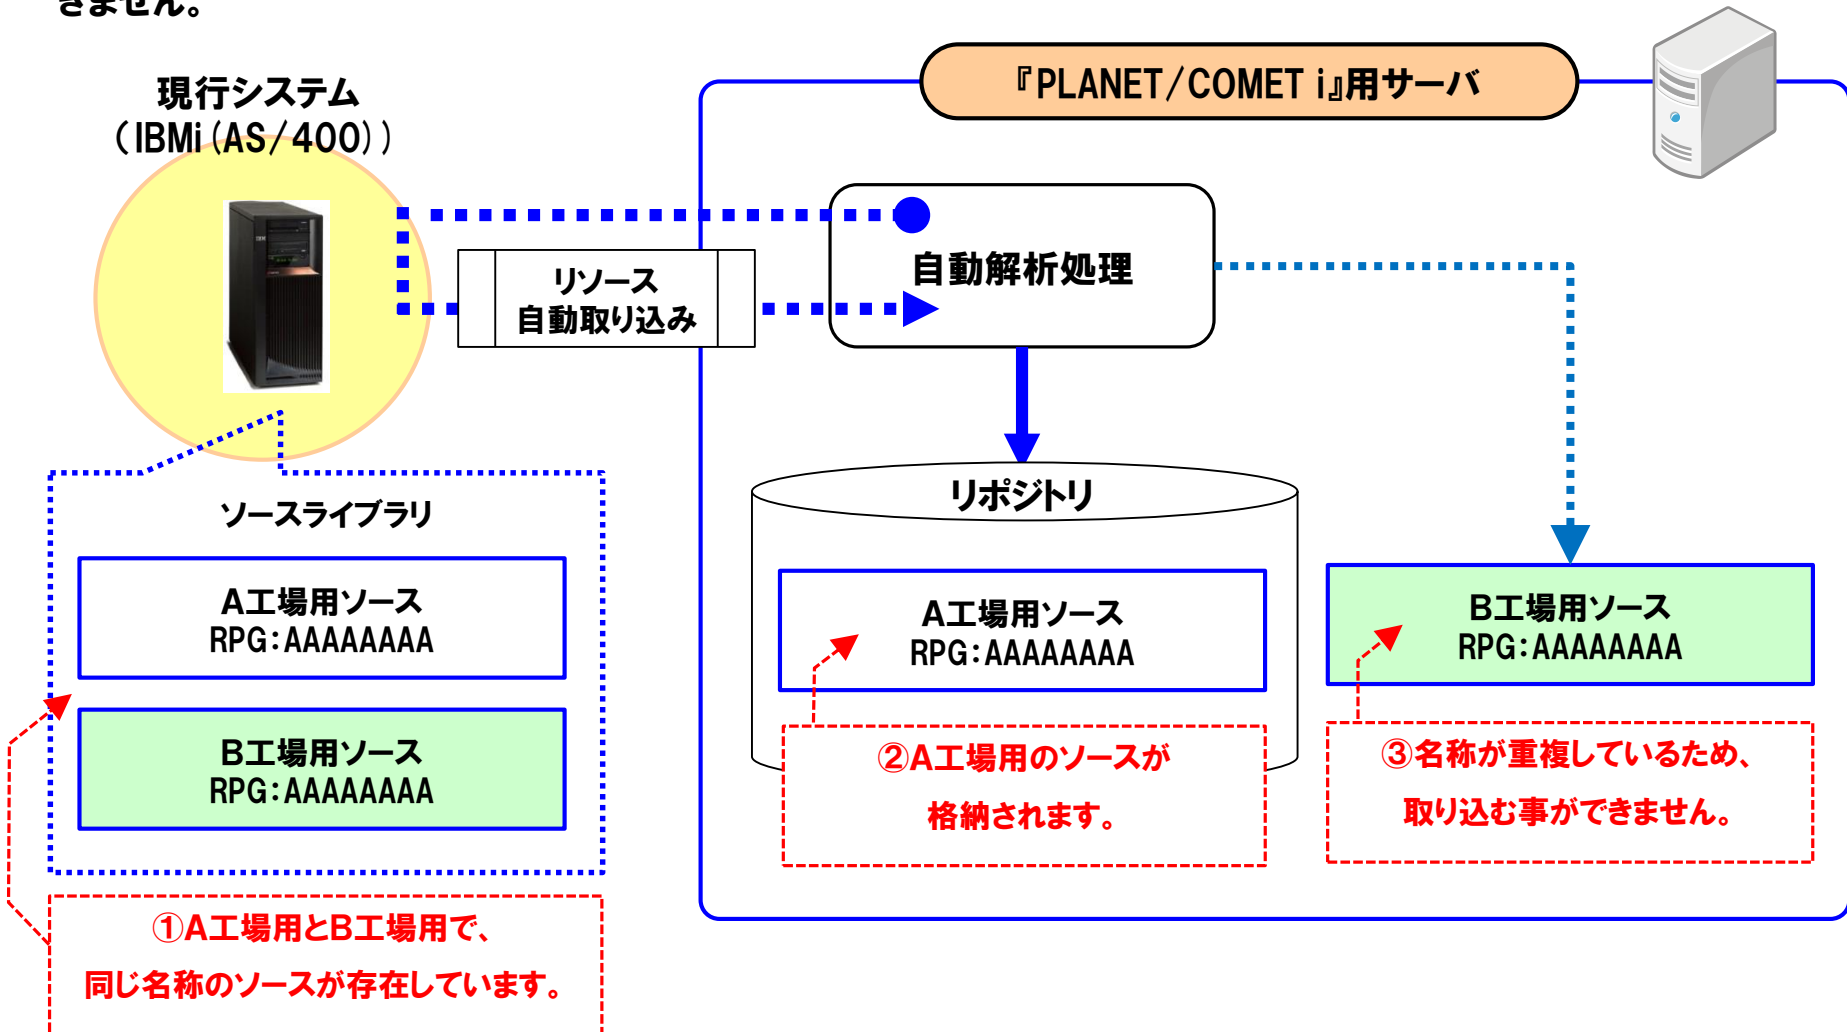 きません。
『PLANET/COMET i』用サーバ
現行システム
(IBMi(AS/400))
リソース
自動取り込み
自動解析処理
リポジトリ
ソースライブラリ
A工場用ソース
RPG:AAAAAAAA
B工場用ソース
RPG:AAAAAAAA
A工場用ソース
RPG:AAAAAAAA
B工場用ソース
RPG:AAAAAAAA
②A工場用のソースが
格納されます。
③名称が重複しているため、
取り込む事ができません。
①A工場用とB工場用で、
同じ名称のソースが存在しています。